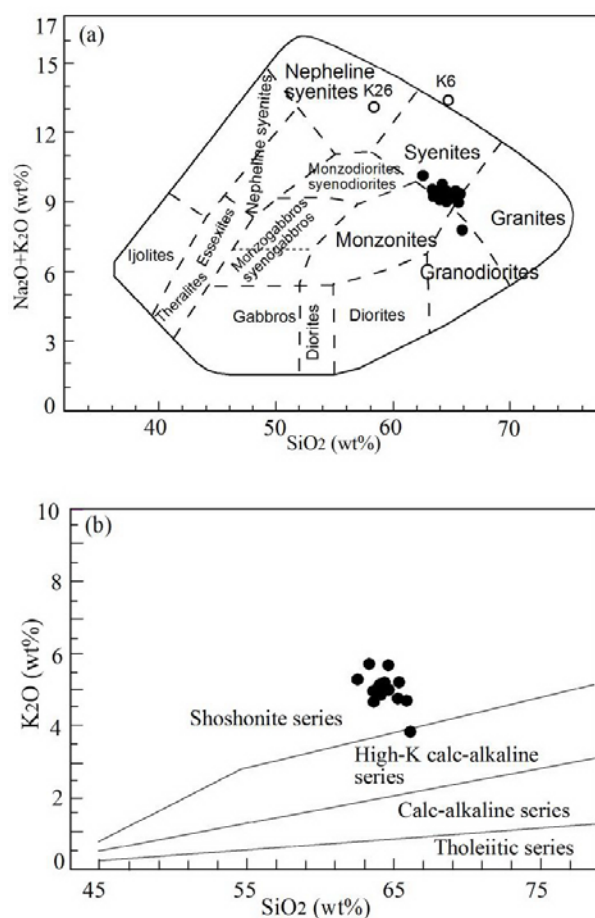 (a)
17
15
12
9
6
3
0
Na2O+K2O (wt%)
Nepheline
syenites
K26
K6
Nepheline syenites
Syenites
Monzodiorites
syenodiorites
Essexites
Monzogabbros
syenogabbros
Granites
Ijolites
Monzonites
Theralites
Granodiorites
Gabbros
Diorites
Diorites
40
50
60
70
SiO2 (wt%)
(b)
10
8
6
4
2
0
K2O (wt%)
Shoshonite series
High-K calc-alkaline
series
Calc-alkaline series
Tholeiitic series
45
55
65
75
SiO2 (wt%)